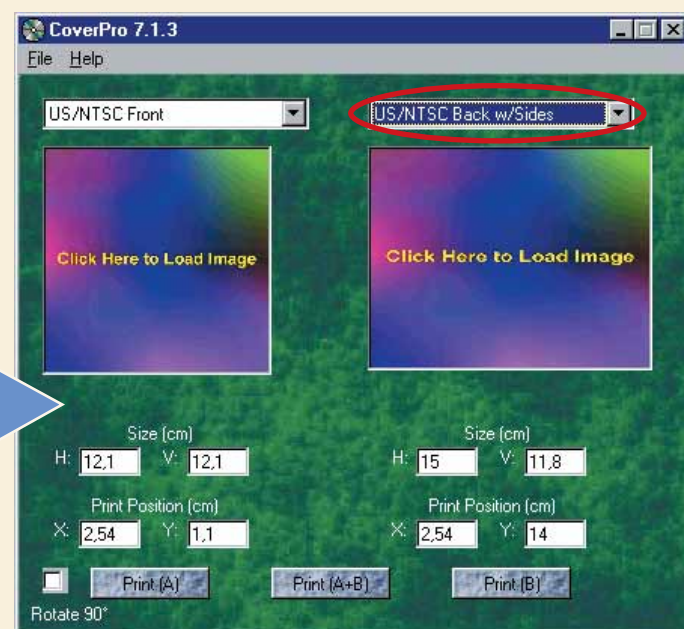 CoverPro 7.1.3
File Help
US/NTSC Front
US/NTSC Back w/Sides
Click Here to Load Image
Click Here to Load Image
Size (cm)
H: 12,1 V: 12,1
Size (cm)
H: 15 V: 11,8
Print Position (cm)
X: 2,54 Y: 1,1
Print Position (cm)
X: 2,54 Y: 14
Print (A) Print (A+B) Print (B)
Rotate 90°